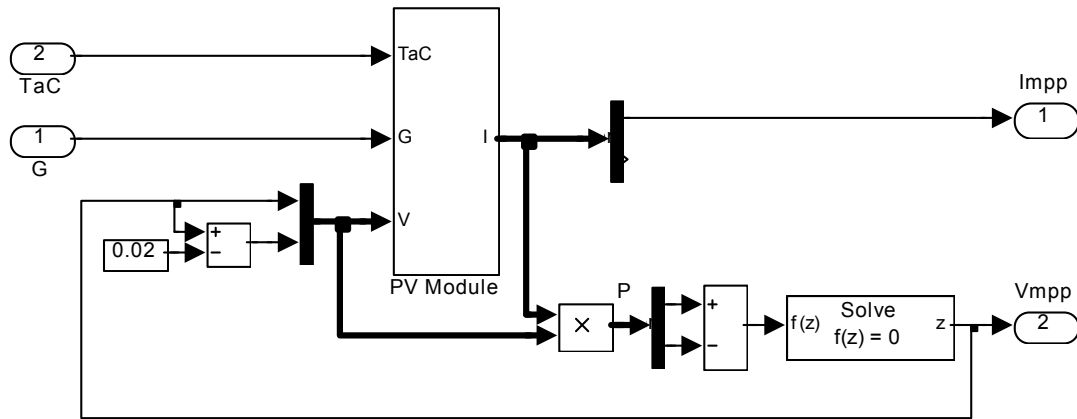 2
TaC
1
G
TaC
G
I
V
PV Module
+
−
0.02
Impp
1
×
P
+
−
f(z)
Solve
f(z) = 0
z
Vmpp
2